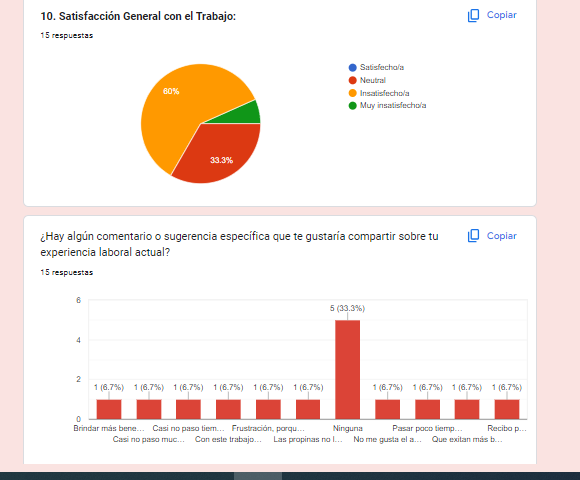 10. Satisfacción General con el Trabajo:
Copiar
15 respuestas
Satisfecho/a
Neutral
Insatisfecho/a
Muy insatisfecho/a
60%
33.3%
¿Hay algún comentario o sugerencia específica que te gustaría compartir sobre tu
experiencia laboral actual?
Copiar
15 respuestas
6
4
2
0
5 (33.3%)
1 (6.7%) 1 (6.7%) 1 (6.7%) 1 (6.7%) 1 (6.7%) 1 (6.7%) 1 (6.7%) 1 (6.7%) 1 (6.7%) 1 (6.7%)
Brindar más bene… Casi no paso tiem… Frustración, porqu… Ninguna Pasar poco tiemp… Recibo p…
Casi no paso muc… Con este trabajo… Las propinas no l… No me gusta el a… Que exitan más b…